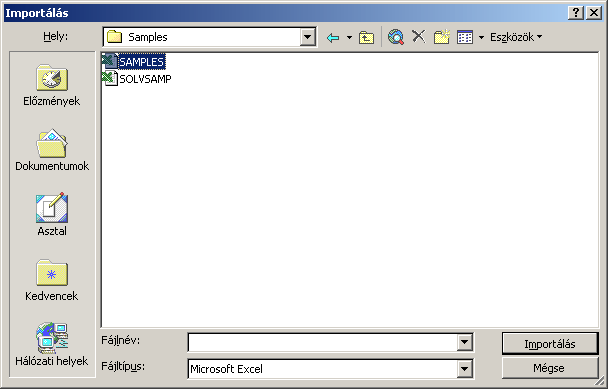 Importálás
Hely:
Samples
Eszközök
SAMPLES
SOLVSAMP
Előzmények
Dokumentumok
Asztal
Kedvencek
Hálózati helyek
Fájlnév:
Importálás
Fájltípus:
Microsoft Excel
Mégse